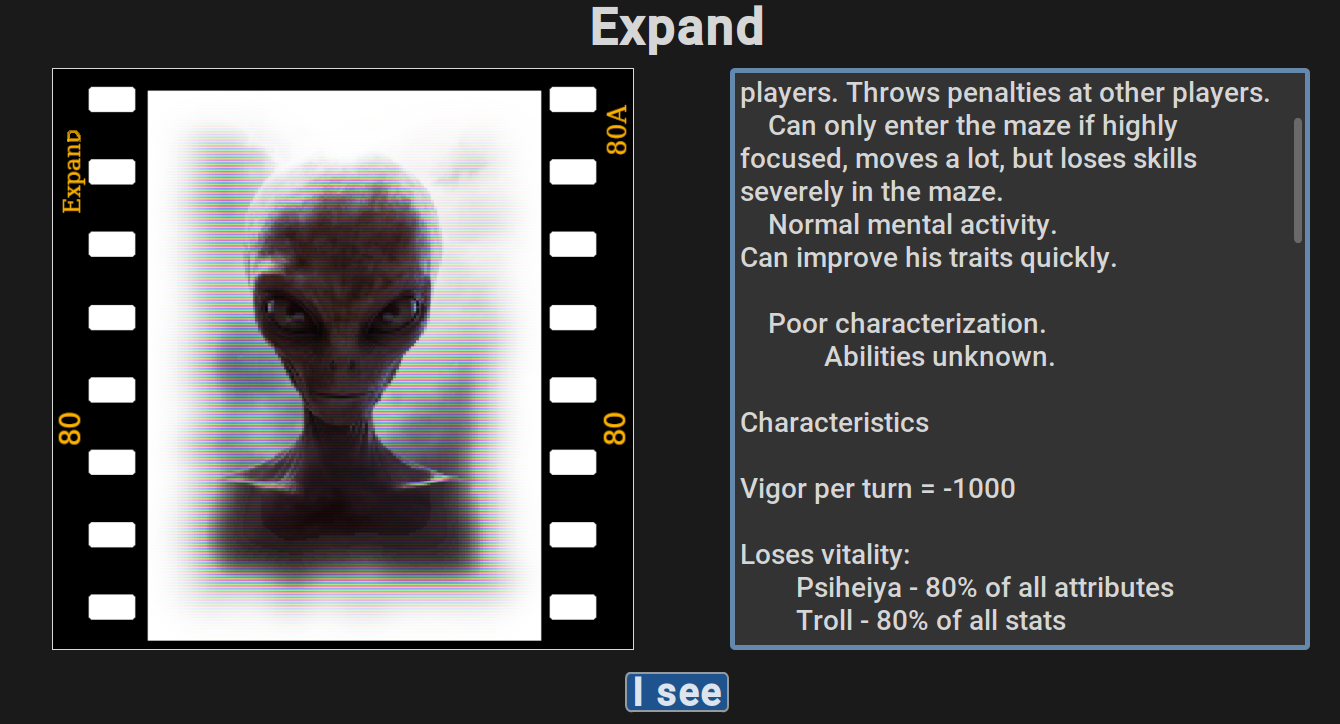 Expand
Expand
80A
80
80
players. Throws penalties at other players.
Can only enter the maze if highly
focused, moves a lot, but loses skills
severely in the maze.
Normal mental activity.
Can improve his traits quickly.
Poor characterization.
Abilities unknown.
Characteristics
Vigor per turn = -1000
Loses vitality:
Psiheiya - 80% of all attributes
Troll - 80% of all stats
I see